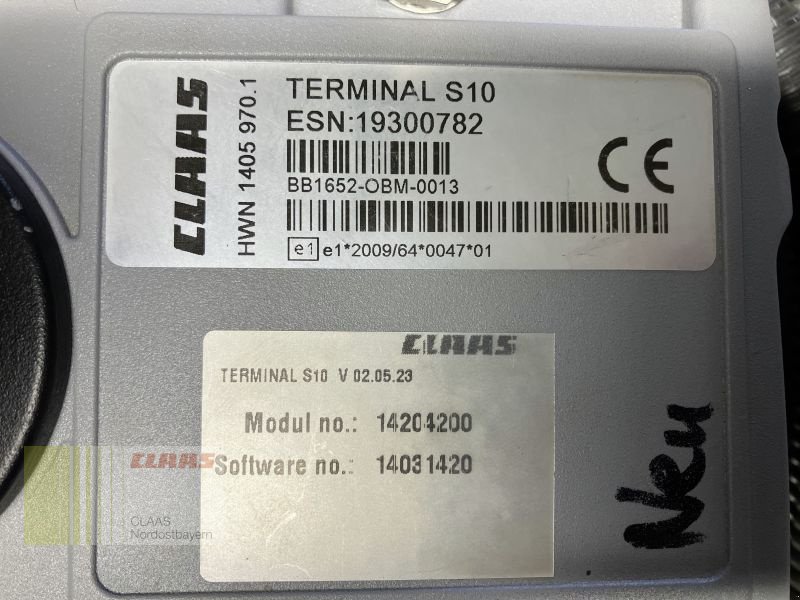 CLAAS
HWN 1405 970.1
TERMINAL S10
ESN:19300782
BB1652-OBM-0013
CE
e1 e1*2009/64*0047*01
CLAAS
TERMINAL S10 V 02.05.23
Modul no.: 14204200
Software no.: 14031420
Neu
CLAAS
CLAAS
Nordostbayern